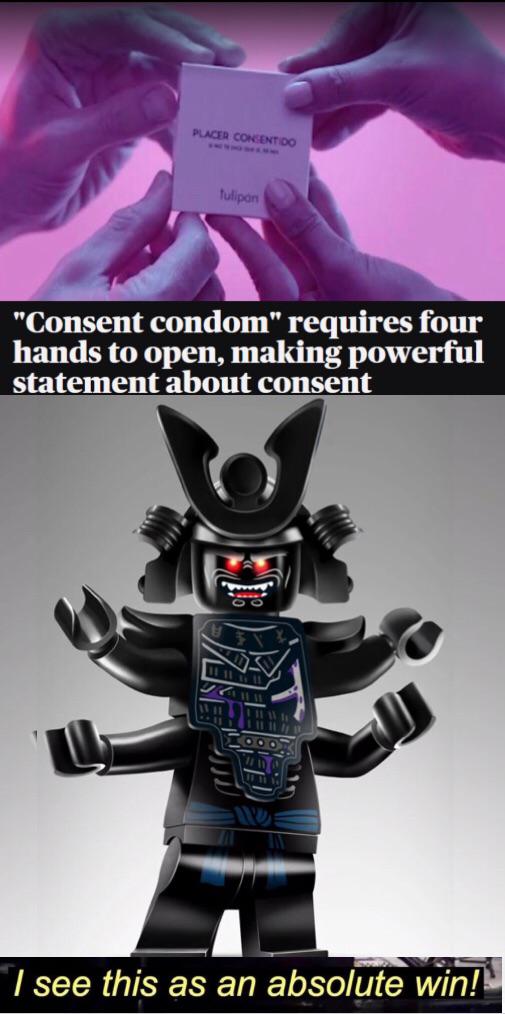 PLACER CONSENTIDO
tulipán
"Consent condom" requires four
hands to open, making powerful
statement about consent
I see this as an absolute win!